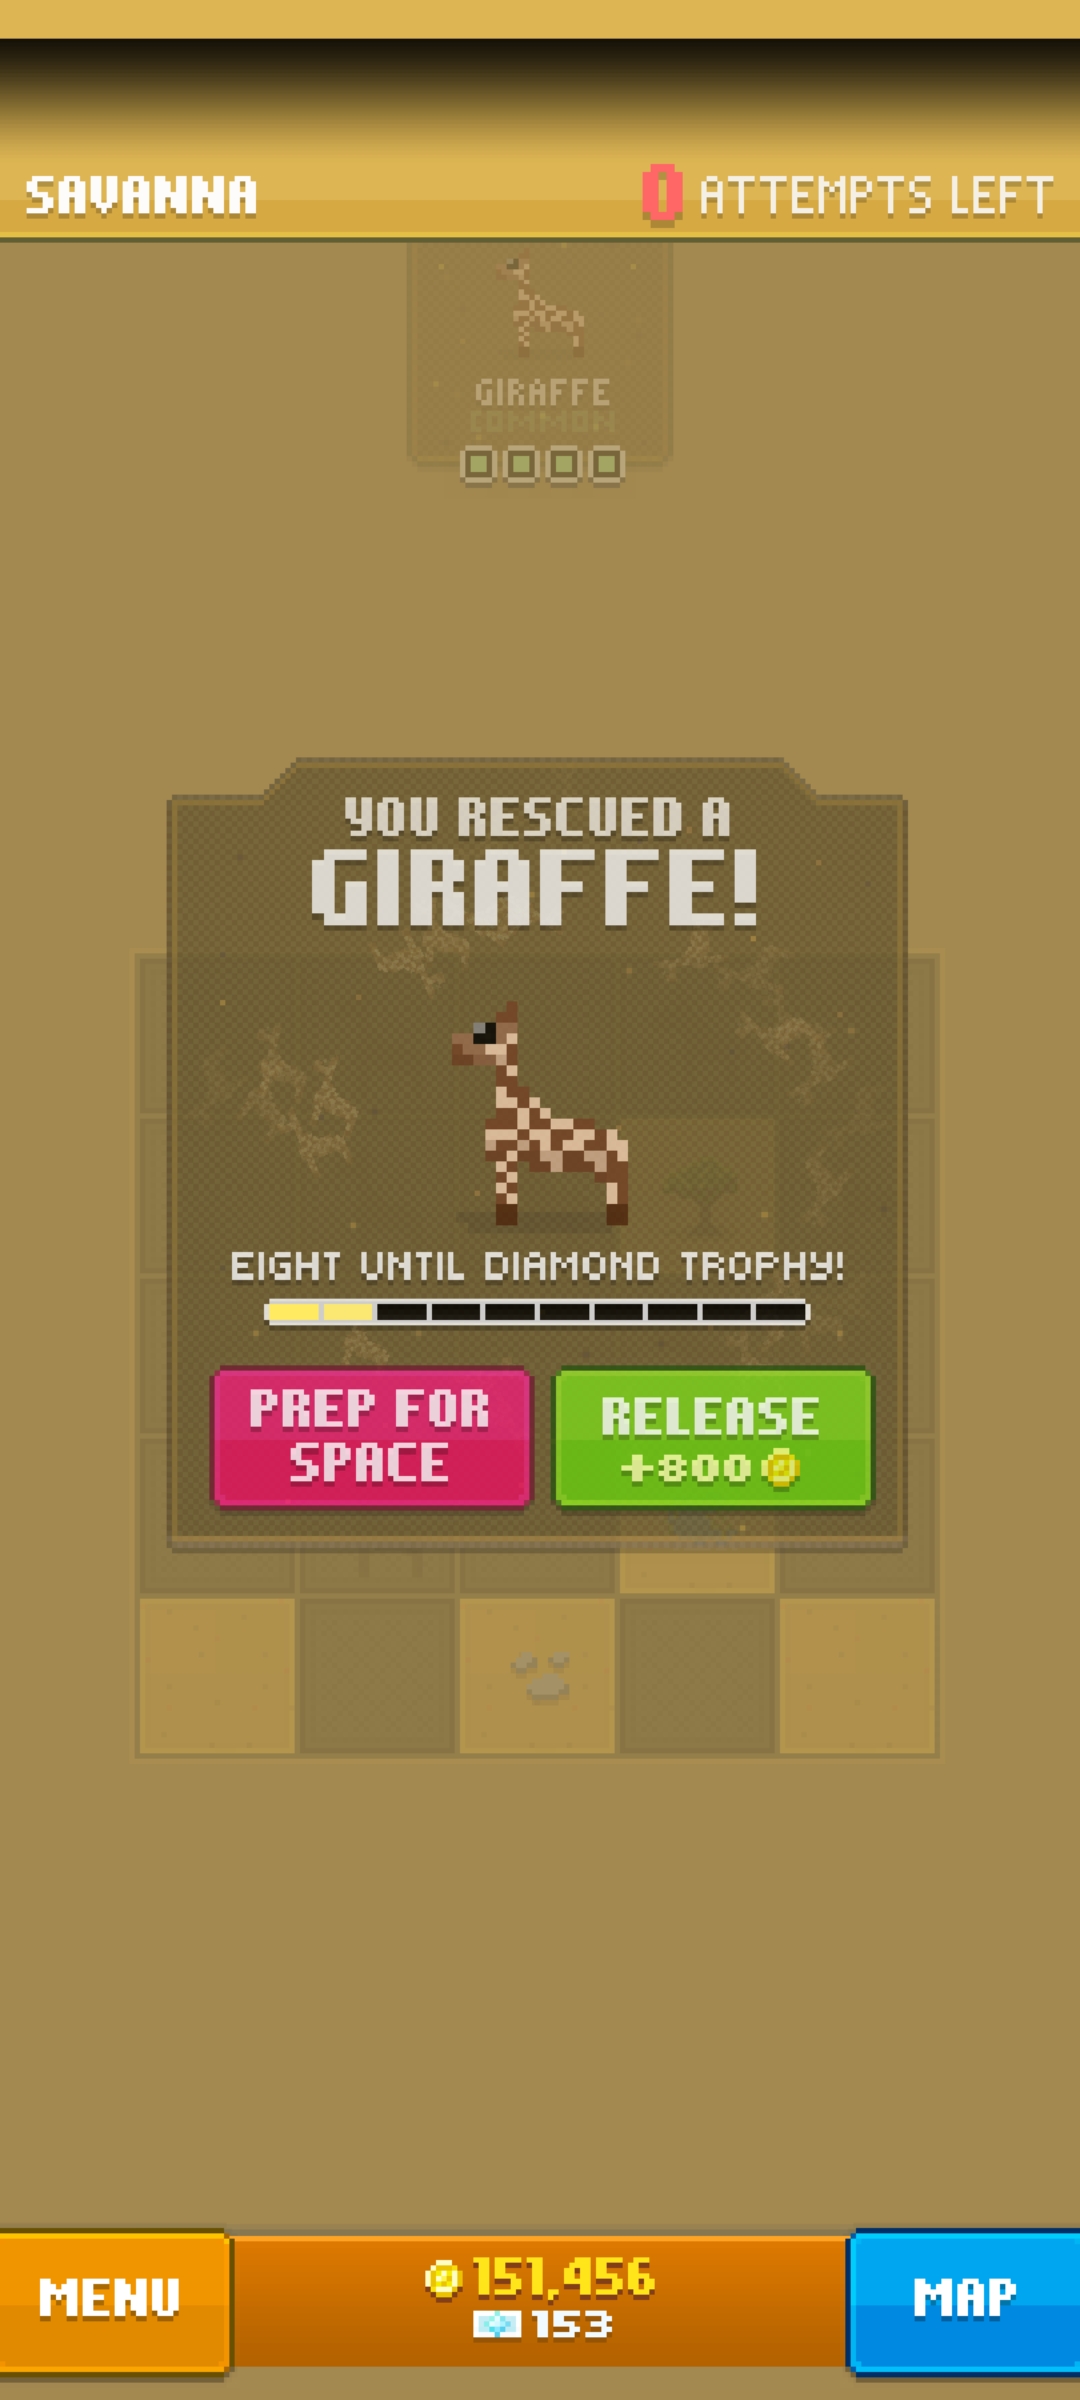 SAVANNA
0 ATTEMPTS LEFT
GIRAFFE
COMMON
YOU RESCUED A
GIRAFFE!
EIGHT UNTIL DIAMOND TROPHY!
PREP FOR
SPACE
RELEASE
+800
MENU
151,456
153
MAP